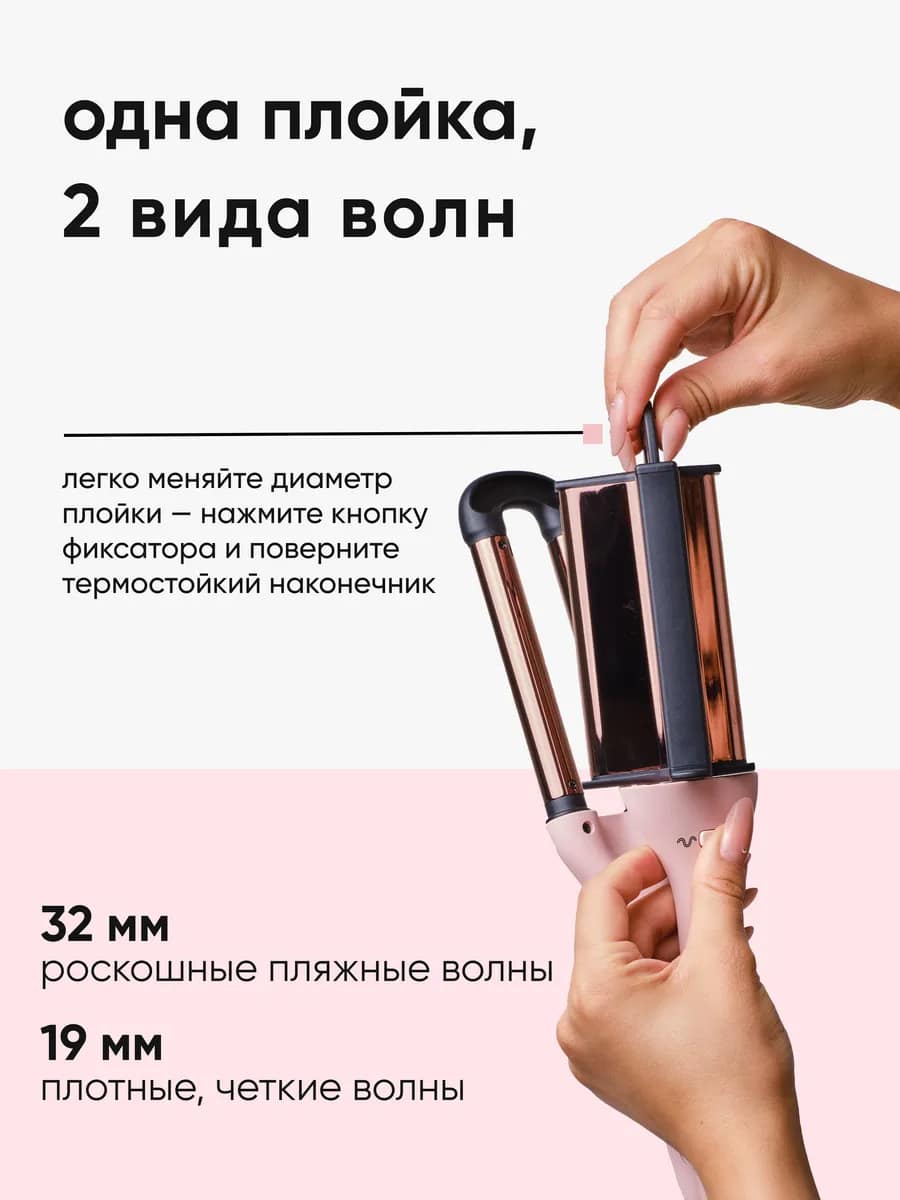 одна плойка,
2 вида волн
легко меняйте диаметр
плойки — нажмите кнопку
фиксатора и поверните
термостойкий наконечник
32 мм
роскошные пляжные волны
19 мм
плотные, четкие волны